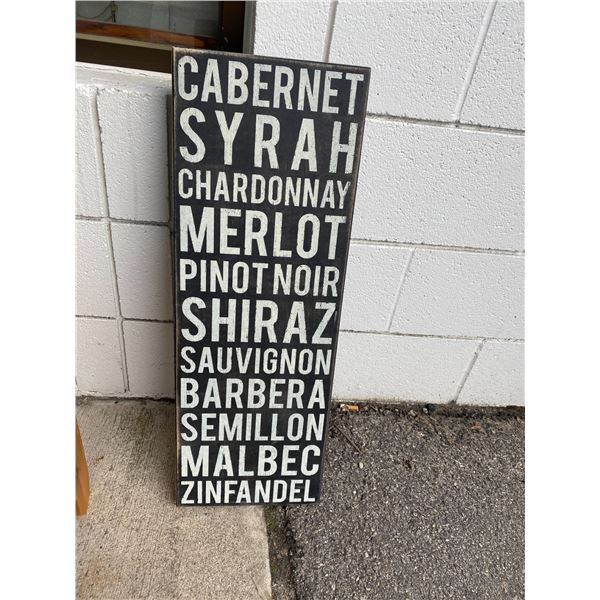 CABERNET
SYRAH
CHARDONNAY
MERLOT
PINOT NOIR
SHIRAZ
SAUVIGNON
BARBERA
SEMILLON
MALBEC
ZINFANDEL